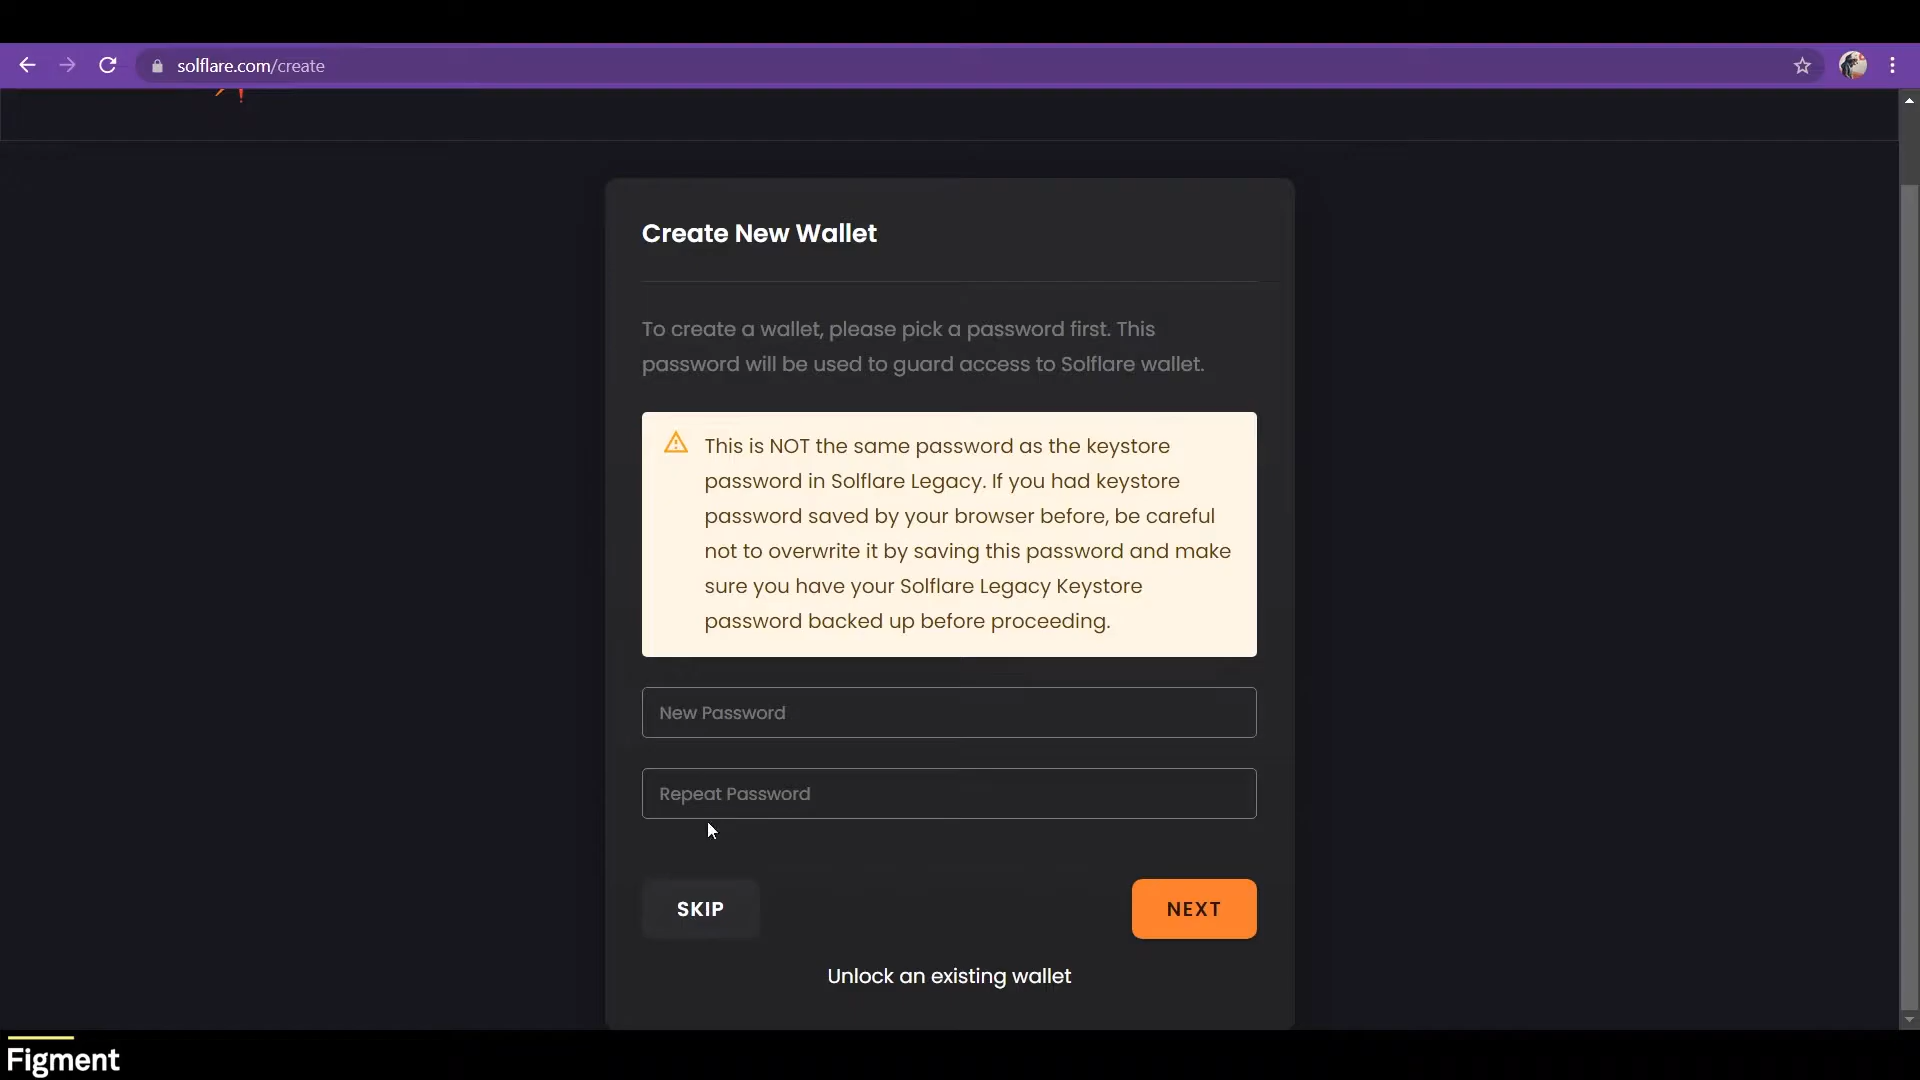 solflare.com/create
Create New Wallet
To create a wallet, please pick a password first. This
password will be used to guard access to Solflare wallet.
This is NOT the same password as the keystore
password in Solflare Legacy. If you had keystore
password saved by your browser before, be careful
not to overwrite it by saving this password and make
sure you have your Solflare Legacy Keystore
password backed up before proceeding.
New Password
Repeat Password
SKIP
NEXT
Unlock an existing wallet
Figment